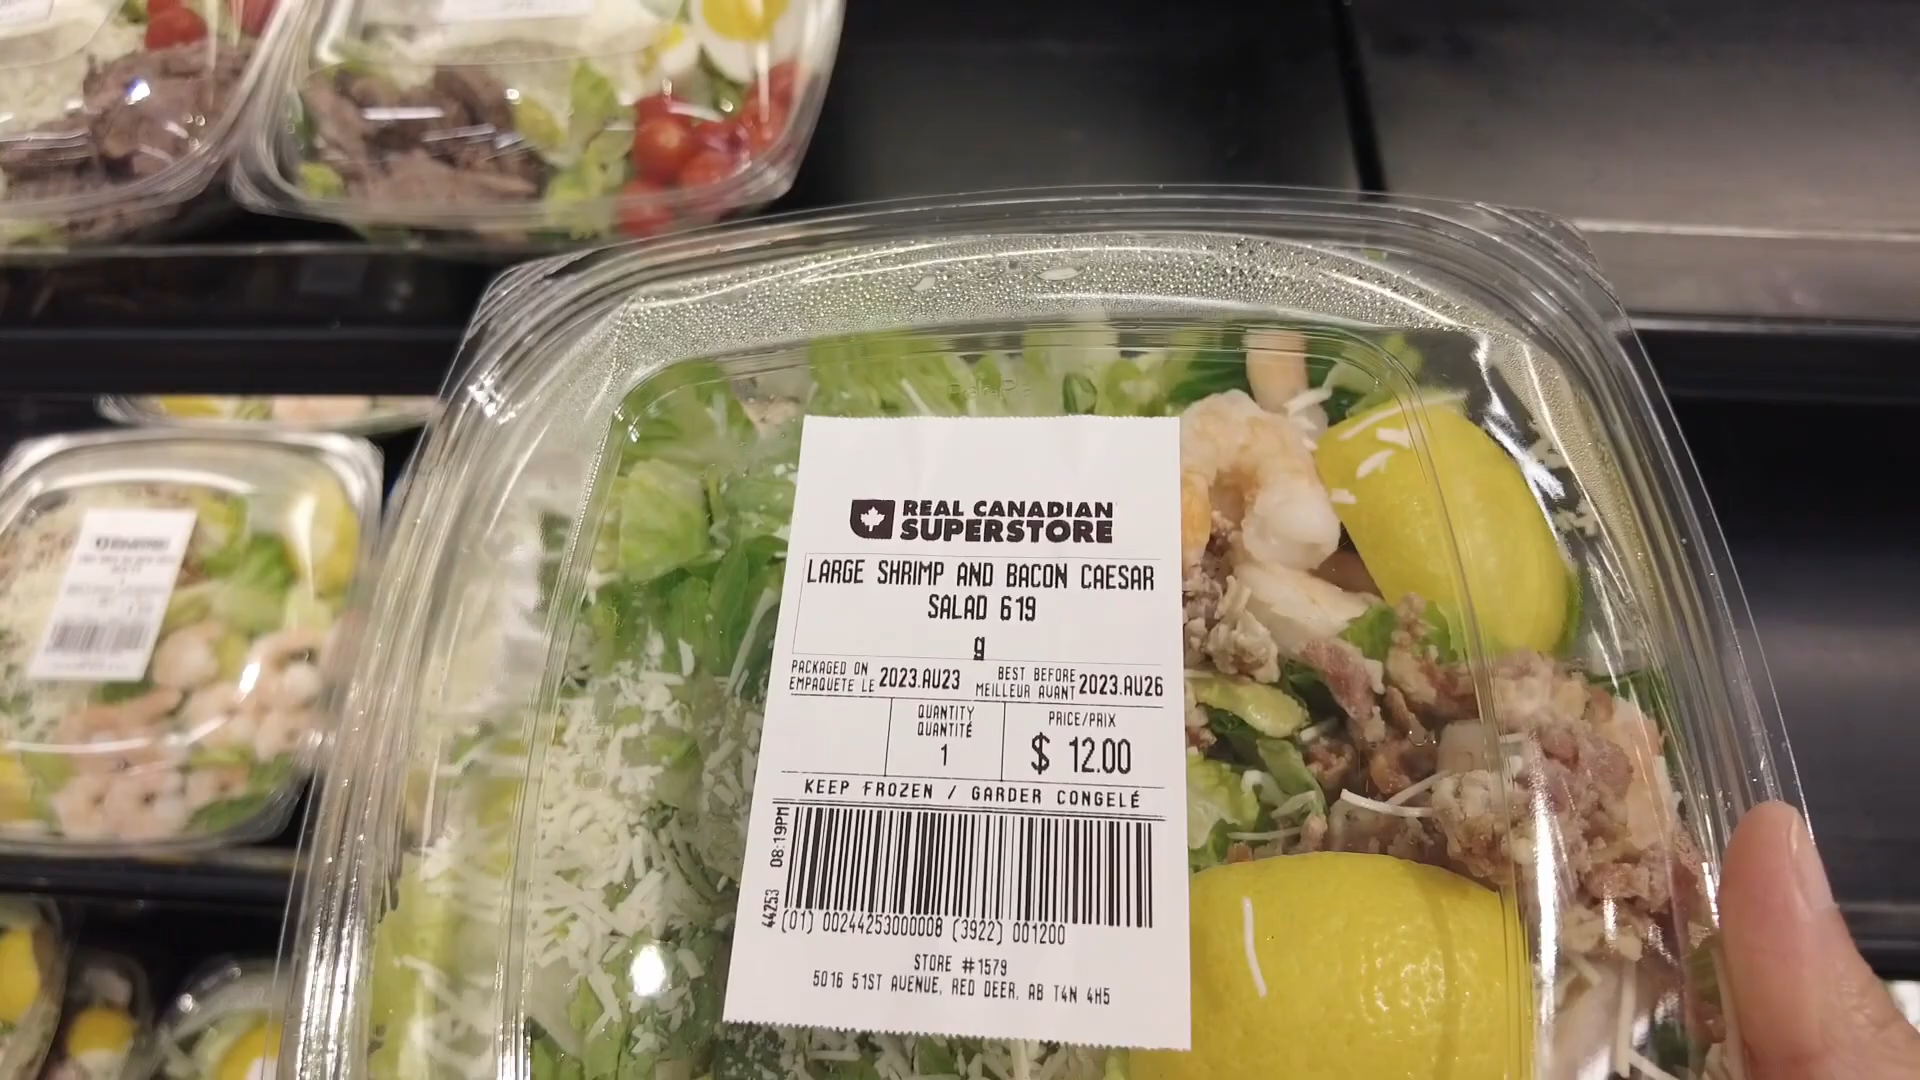 REAL CANADIAN
SUPERSTORE
LARGE SHRIMP AND BACON CAESAR
SALAD 619
g
PACKAGED ON
EMPAQUETE LE 2023.AU23
BEST BEFORE
MEILLEUR AVANT 2023.AU26
QUANTITY
QUANTITÉ
1
PRICE/PRIX
$ 12.00
KEEP FROZEN / GARDER CONGELÉ
44253 08:19PM
(01) 00244253000008 (3922) 001200
STORE #1579
5016 51ST AVENUE, RED DEER, AB T4N 4H5